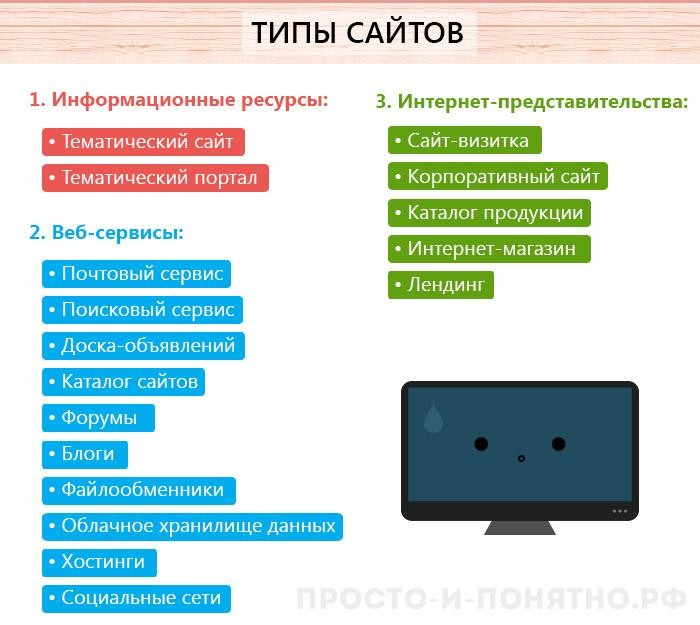 ТИПЫ САЙТОВ
1. Информационные ресурсы:
• Тематический сайт
• Тематический портал
2. Веб-сервисы:
• Почтовый сервис
• Поисковый сервис
• Доска-объявлений
• Каталог сайтов
• Форумы
• Блоги
• Файлообменники
• Облачное хранилище данных
• Хостинги
• Социальные сети
3. Интернет-представительства:
• Сайт-визитка
• Корпоративный сайт
• Каталог продукции
• Интернет-магазин
• Лендинг
ПРОСТО-И-ПОНЯТНО.РФ